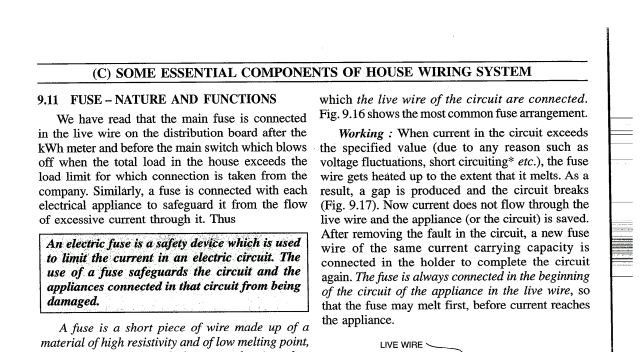 (C) SOME ESSENTIAL COMPONENTS OF HOUSE WIRING SYSTEM
9.11 FUSE – NATURE AND FUNCTIONS
We have read that the main fuse is connected
in the live wire on the distribution board after the
kWh meter and before the main switch which blows
off when the total load in the house exceeds the
load limit for which connection is taken from the
company. Similarly, a fuse is connected with each
electrical appliance to safeguard it from the flow
of excessive current through it. Thus
An electric fuse is a safety device which is used
to limit the current in an electric circuit. The
use of a fuse safeguards the circuit and the
appliances connected in that circuit from being
damaged.
A fuse is a short piece of wire made up of a
material of high resistivity and of low melting point,
which the live wire of the circuit are connected.
Fig. 9.16 shows the most common fuse arrangement.
Working : When current in the circuit exceeds
the specified value (due to any reason such as
voltage fluctuations, short circuiting* etc.), the fuse
wire gets heated up to the extent that it melts. As a
result, a gap is produced and the circuit breaks
(Fig. 9.17). Now current does not flow through the
live wire and the appliance (or the circuit) is saved.
After removing the fault in the circuit, a new fuse
wire of the same current carrying capacity is
connected in the holder to complete the circuit
again. The fuse is always connected in the beginning
of the circuit of the appliance in the live wire, so
that the fuse may melt first, before current reaches
the appliance.
LIVE WIRE